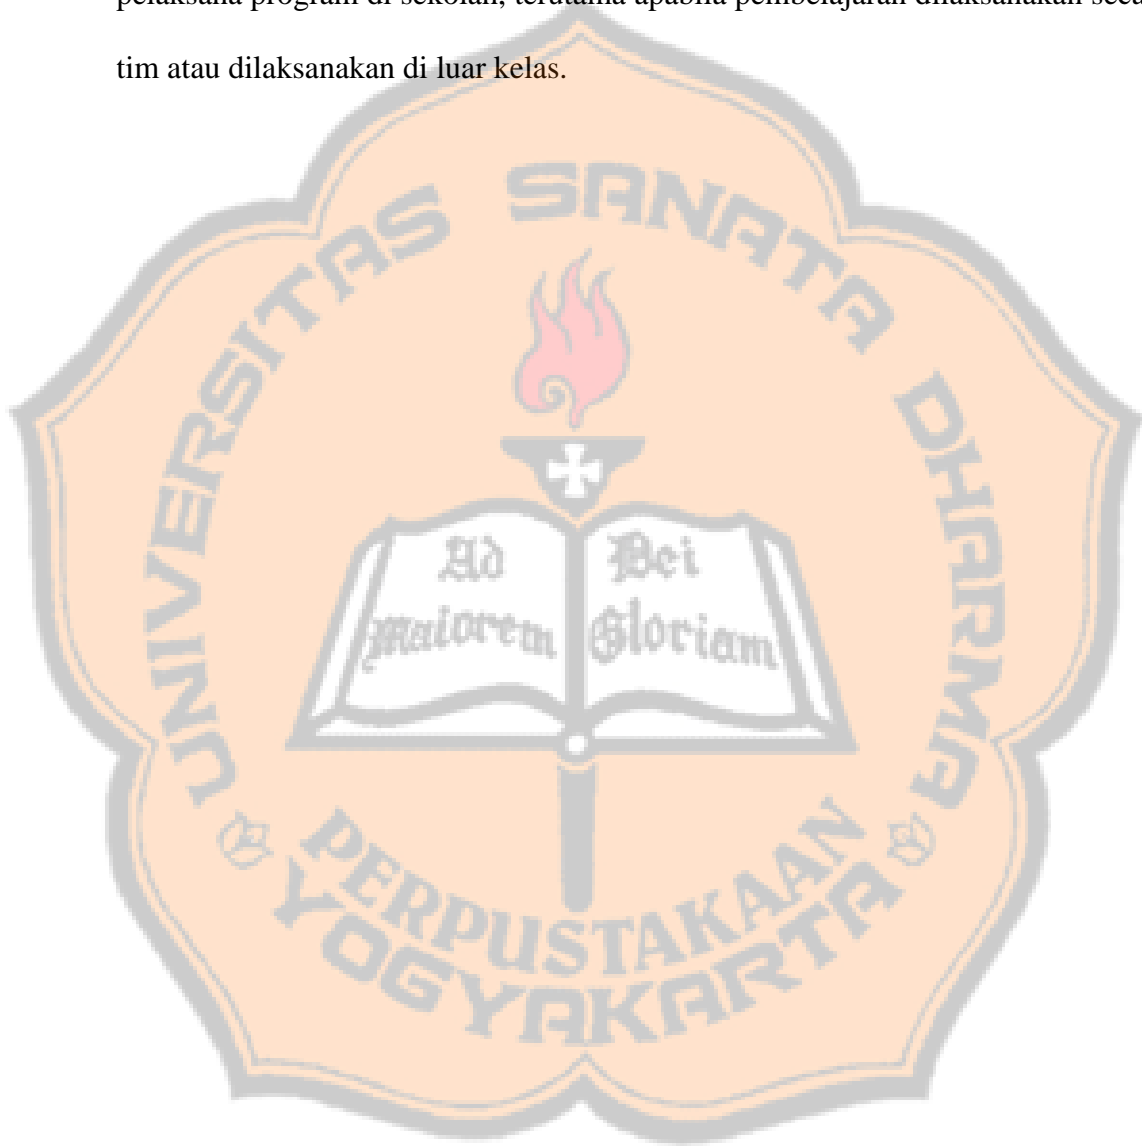 pelaksana program di sekolah, terutama apabila pembelajaran dilaksanakan
tim atau dilaksanakan di luar kelas.
UNIVERSITAS SANATA DHARMA
Ad Dei
Maiorem Gloriam
PERPUSTAKAAN
YOGYAKARTA